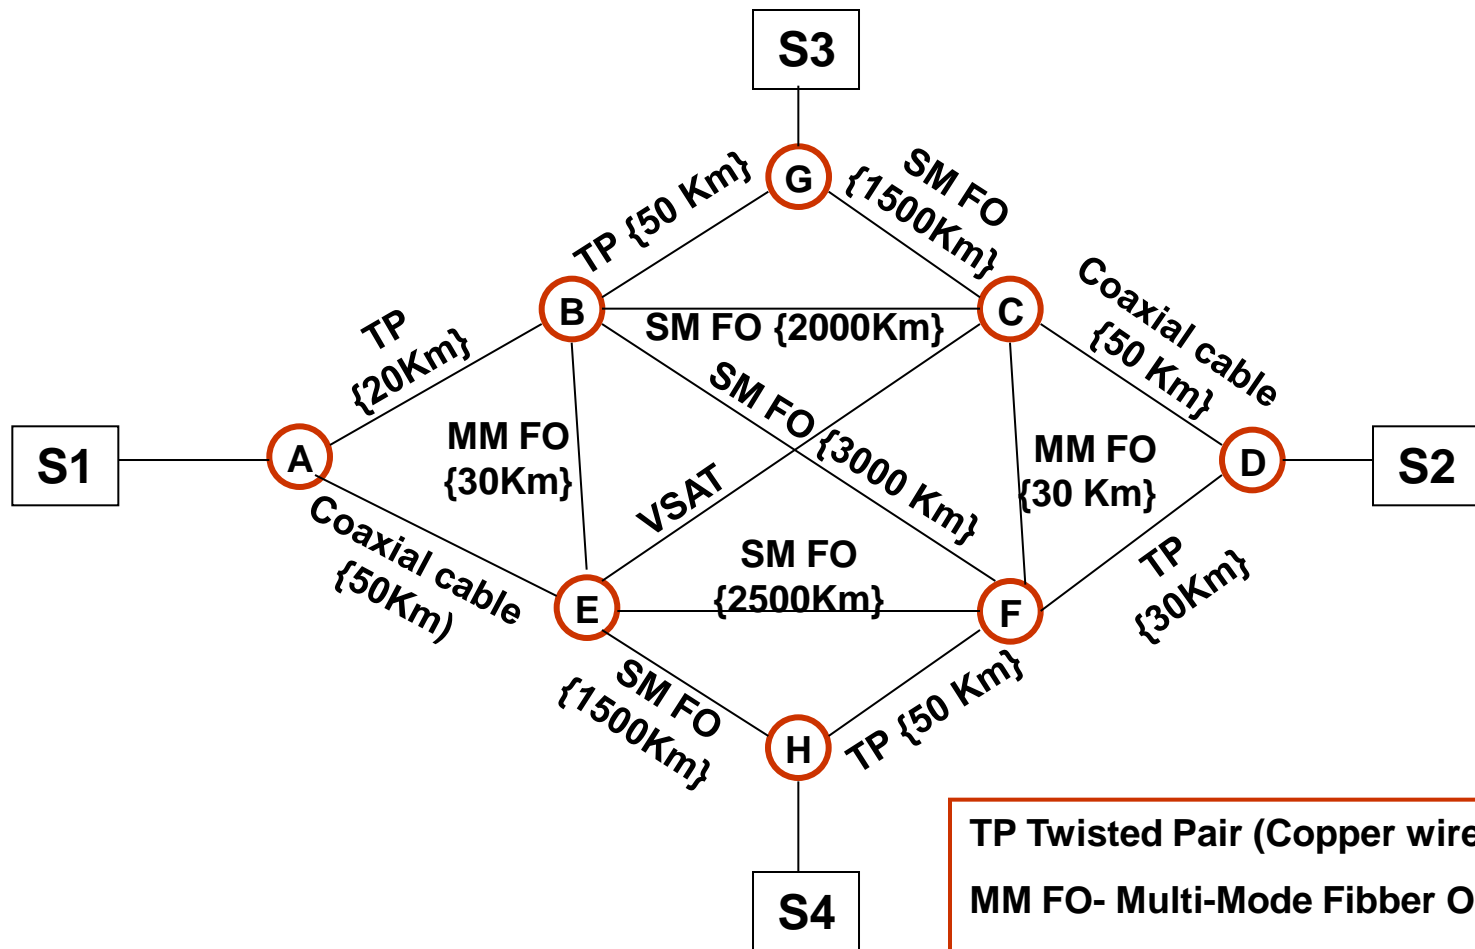 S3
G
SM FO
{1500Km}
TP {50 Km}
B
C
SM FO {2000Km}
Coaxial cable
{50 Km}
TP
{20Km}
SM FO {3000 Km}
MM FO
{30Km}
MM FO
{30 Km}
S1
A
D
S2
VSAT
Coaxial cable
{50Km)
SM FO
{2500Km}
TP
{30Km}
E
F
SM FO
{1500Km}
TP {50 Km}
H
S4
TP Twisted Pair (Copper wire
MM FO- Multi-Mode Fibber O